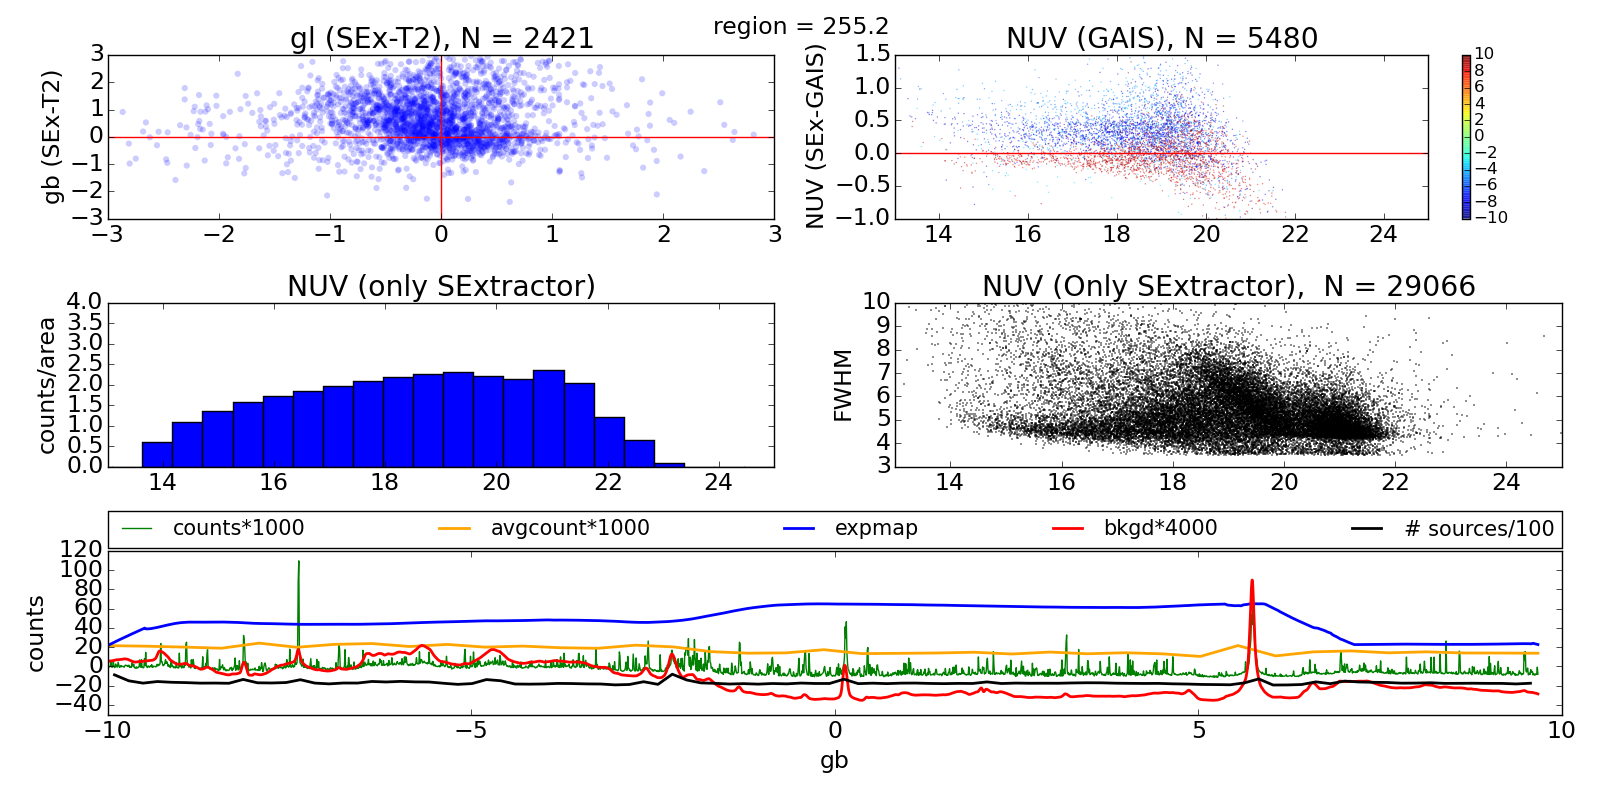 region = 255.2
gl (SEx-T2), N = 2421
gb (SEx-T2)
3
2
1
0
−1
−2
−3
−3 −2 −1 0 1 2 3
NUV (GAIS), N = 5480
NUV (SEx-GAIS)
1.5
1.0
0.5
0.0
−0.5
−1.0
14 16 18 20 22 24
10
8
6
4
2
0
−2
−4
−6
−8
−10
NUV (only SExtractor)
counts/area
4.0
3.5
3.0
2.5
2.0
1.5
1.0
0.5
0.0
14 16 18 20 22 24
NUV (Only SExtractor),  N = 29066
FWHM
10
9
8
7
6
5
4
3
14 16 18 20 22 24
counts*1000 avgcount*1000 expmap bkgd*4000 # sources/100
counts
120
100
80
60
40
20
0
−20
−40
−10 −5 0 5 10
gb